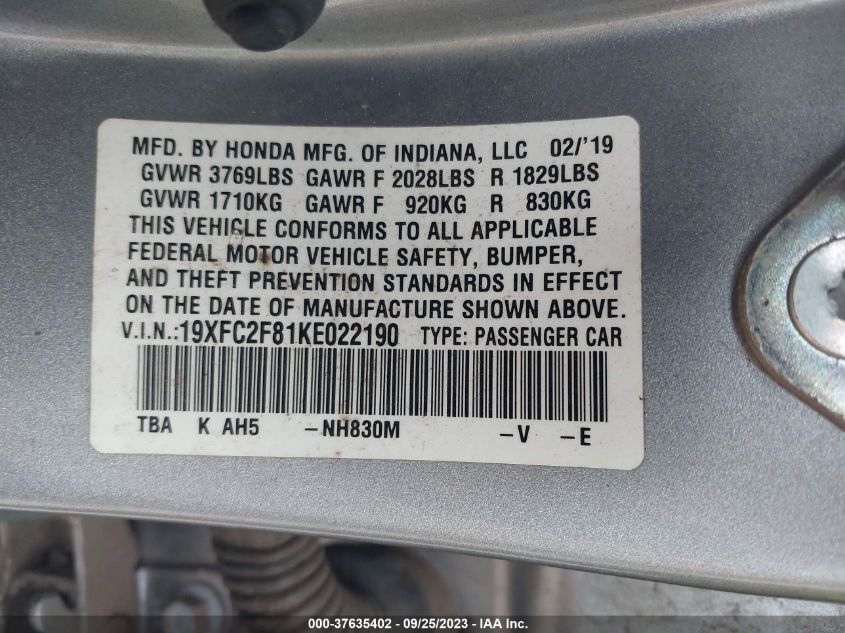 MFD. BY HONDA MFG. OF INDIANA, LLC 02/'19
GVWR 3769LBS GAWR F 2028LBS R 1829LBS
GVWR 1710KG GAWR F 920KG R 830KG
THIS VEHICLE CONFORMS TO ALL APPLICABLE
FEDERAL MOTOR VEHICLE SAFETY, BUMPER,
AND THEFT PREVENTION STANDARDS IN EFFECT
ON THE DATE OF MANUFACTURE SHOWN ABOVE.
V.I.N.:19XFC2F81KE022190 TYPE: PASSENGER CAR
TBA K AH5 -NH830M -V -E
000-37635402 - 09/25/2023 - IAA Inc.